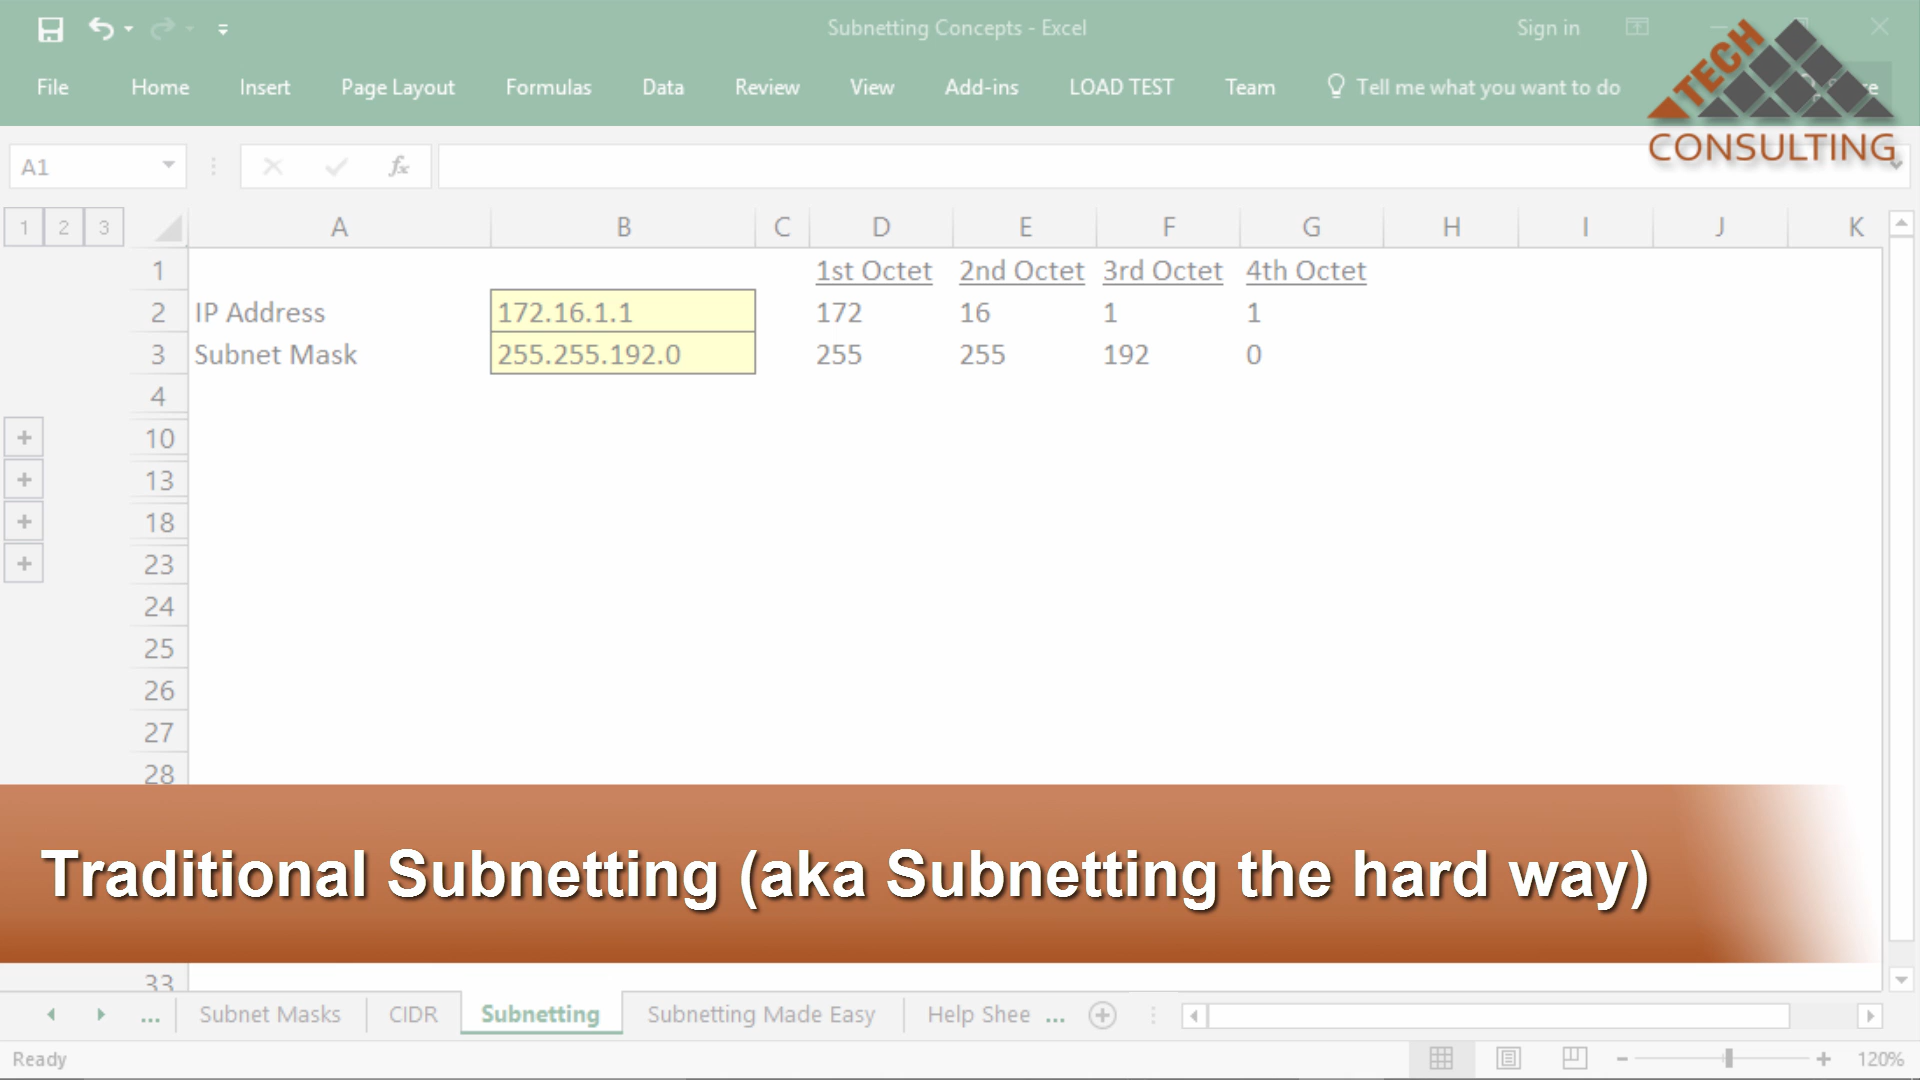 Subnetting Concepts - Excel
Sign in
File Home Insert Page Layout Formulas Data Review View Add-ins LOAD TEST Team Tell me what you want to do
TECH
CONSULTING
A1
fx
1 2 3
A B C D E F G H I J K
1 1st Octet 2nd Octet 3rd Octet 4th Octet
2 IP Address 172.16.1.1 172 16 1 1
3 Subnet Mask 255.255.192.0 255 255 192 0
4
10
13
18
23
24
25
26
27
28
Traditional Subnetting (aka Subnetting the hard way)
33
... Subnet Masks CIDR Subnetting Subnetting Made Easy Help Shee ...
Ready
120%